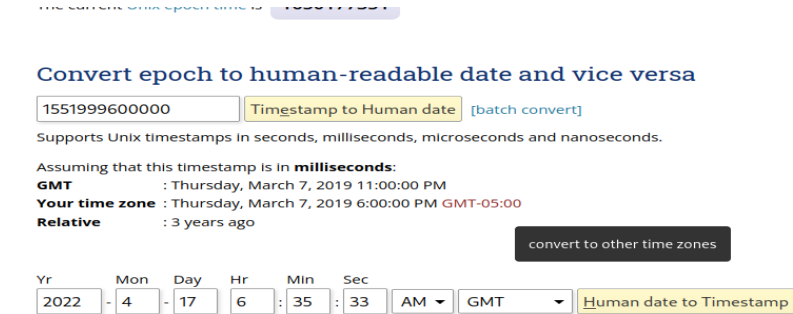 Convert epoch to human-readable date and vice versa
1551999600000 Timestamp to Human date [batch convert]
Supports Unix timestamps in seconds, milliseconds, microseconds and nanoseconds.
Assuming that this timestamp is in milliseconds:
GMT : Thursday, March 7, 2019 11:00:00 PM
Your time zone : Thursday, March 7, 2019 6:00:00 PM GMT-05:00
Relative : 3 years ago
convert to other time zones
Yr Mon Day Hr Min Sec
2022 - 4 - 17 6 : 35 : 33 AM GMT Human date to Timestamp